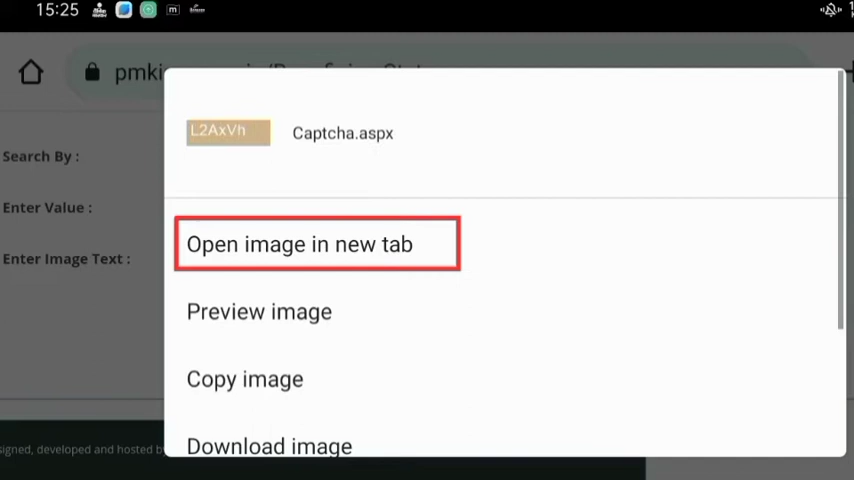 15:25
pmki
L2AxVh
Captcha.aspx
Search By :
Enter Value :
Open image in new tab
Enter Image Text :
Preview image
Copy image
Download image
signed, developed and hosted by